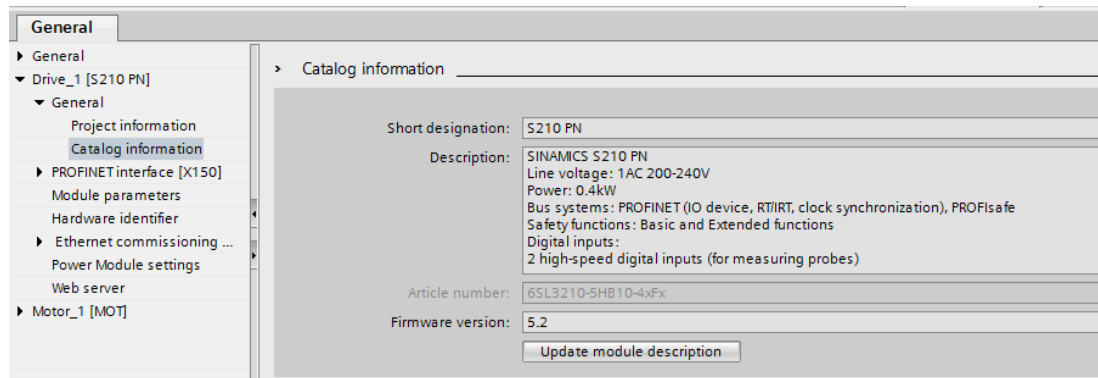 General
General
Drive_1 [S210 PN]
General
Project information
Catalog information
PROFINET interface [X150]
Module parameters
Hardware identifier
Ethernet commissioning ...
Power Module settings
Web server
Motor_1 [MOT]
Catalog information
Short designation: S210 PN
Description: SINAMICS S210 PN
Line voltage: 1AC 200-240V
Power: 0.4kW
Bus systems: PROFINET (IO device, RT/IRT, clock synchronization), PROFIsafe
Safety functions: Basic and Extended functions
Digital inputs:
2 high-speed digital inputs (for measuring probes)
Article number: 6SL3210-5HB10-4xFx
Firmware version: 5.2
Update module description